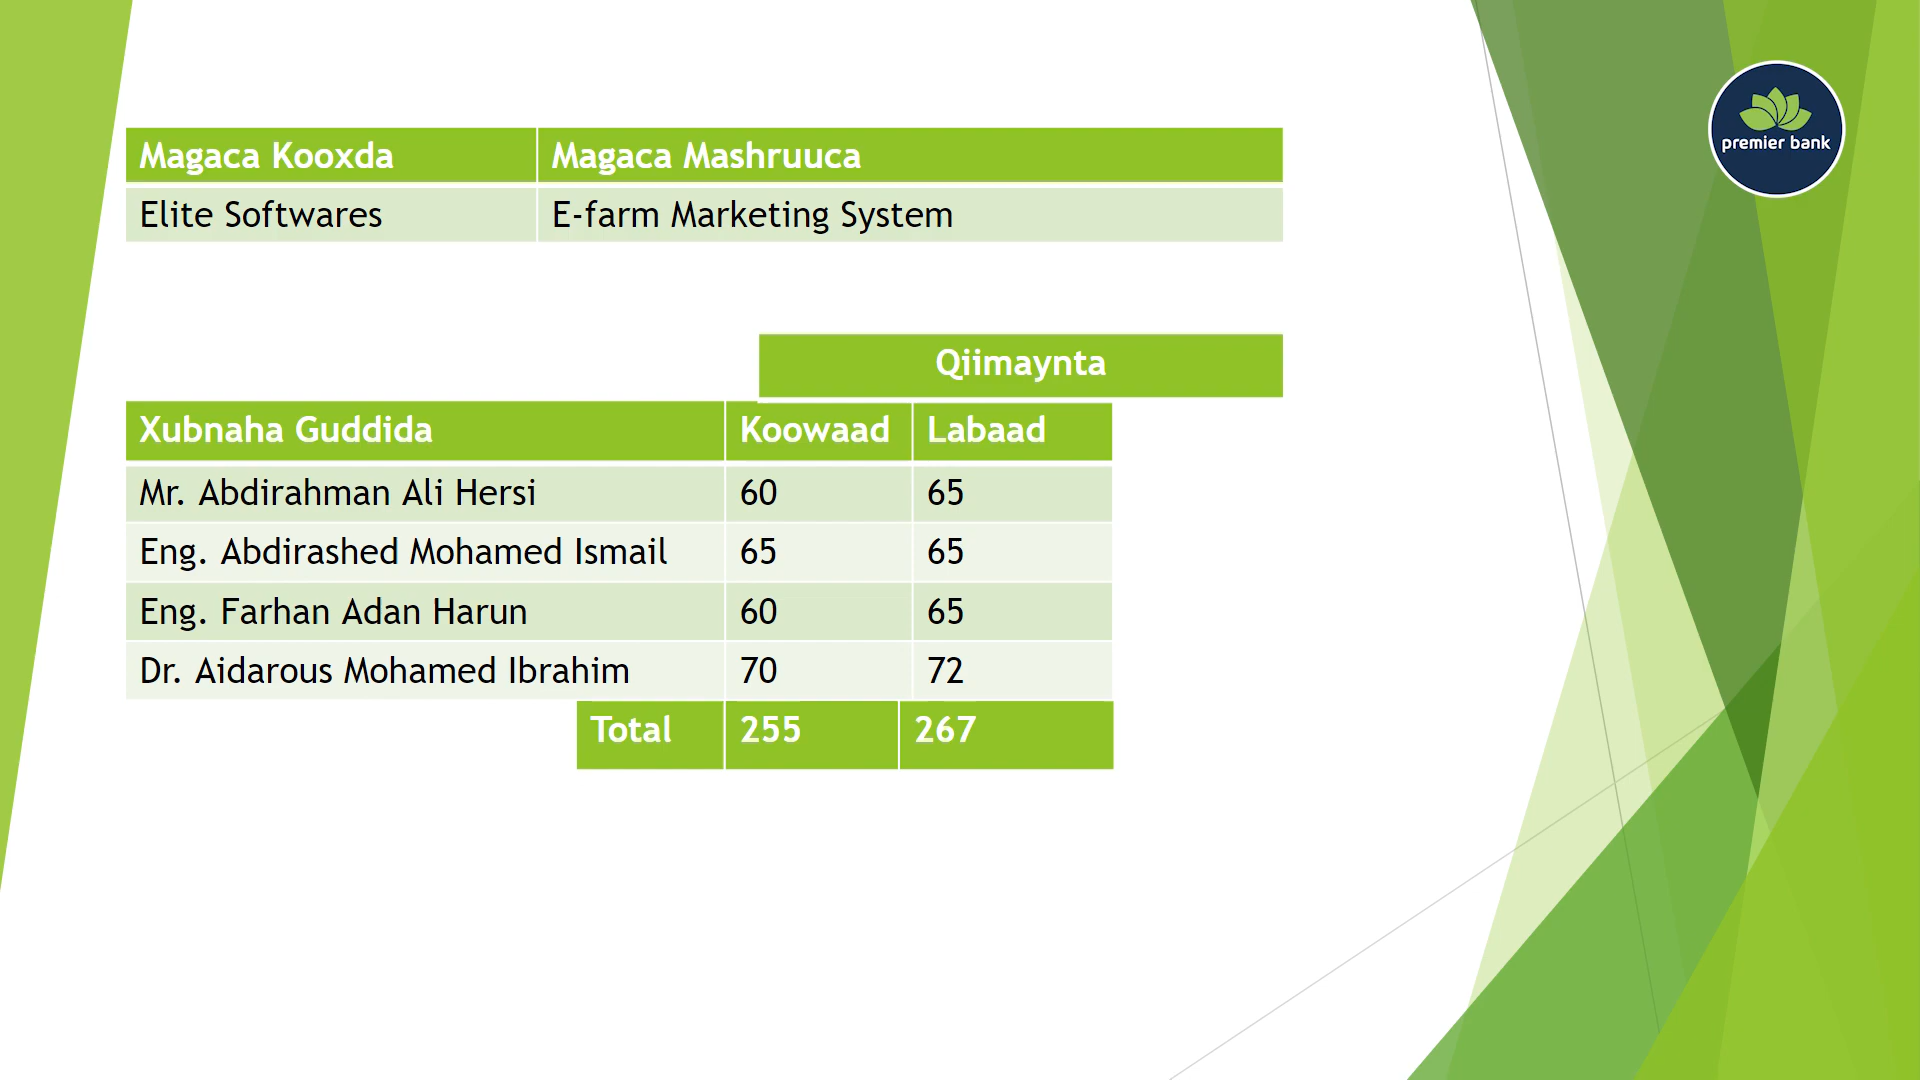 premier bank
Magaca Kooxda Magaca Mashruuca
Elite Softwares E-farm Marketing System
Qiimaynta
Xubnaha Guddida Koowaad Labaad
Mr. Abdirahman Ali Hersi 60 65
Eng. Abdirashed Mohamed Ismail 65 65
Eng. Farhan Adan Harun 60 65
Dr. Aidarous Mohamed Ibrahim 70 72
Total 255 267